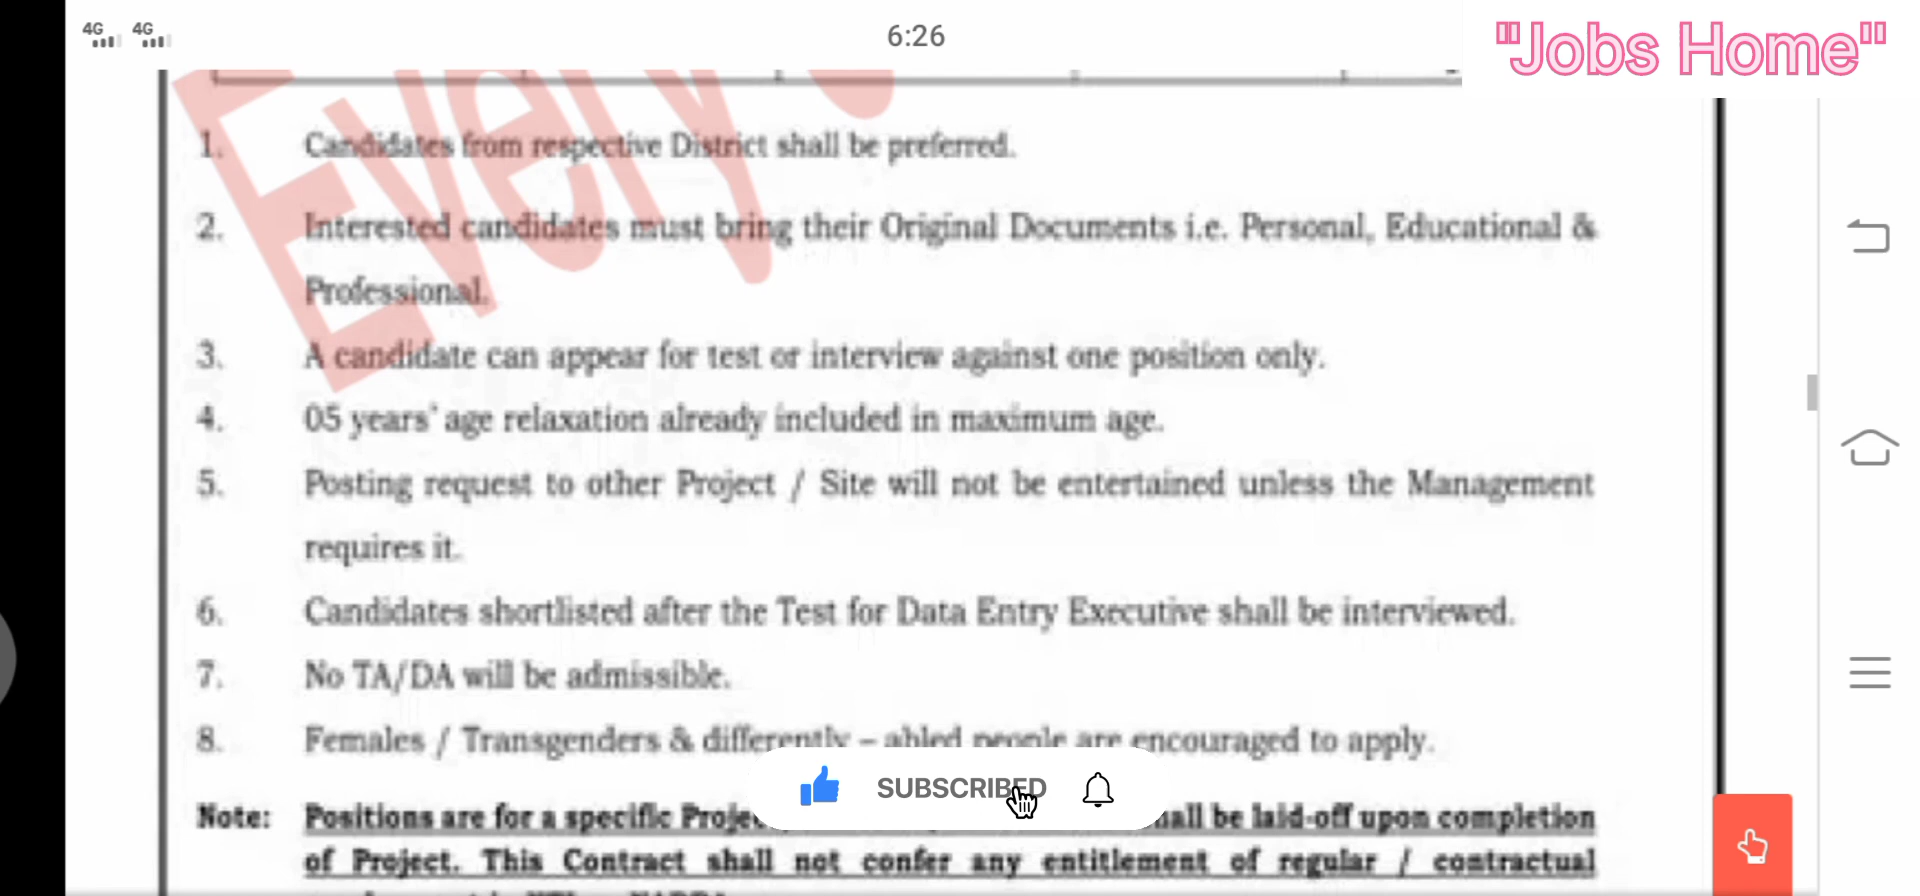 4G 4G 6:26 "Jobs Home"
Every
1. Candidates from respective District shall be preferred.
2. Interested candidates must bring their Original Documents i.e. Personal, Educational &
Professional.
3. A candidate can appear for test or interview against one position only.
4. 05 years' age relaxation already included in maximum age.
5. Posting request to other Project / Site will not be entertained unless the Management
requires it.
6. Candidates shortlisted after the Test for Data Entry Executive shall be interviewed.
7. No TA/DA will be admissible.
8. Females / Transgenders & differently – abled people are encouraged to apply.
SUBSCRIBED
Note: Positions are for a specific be laid-off upon completion
of Project. This Contract shall not confer any entitlement of regular / contractual